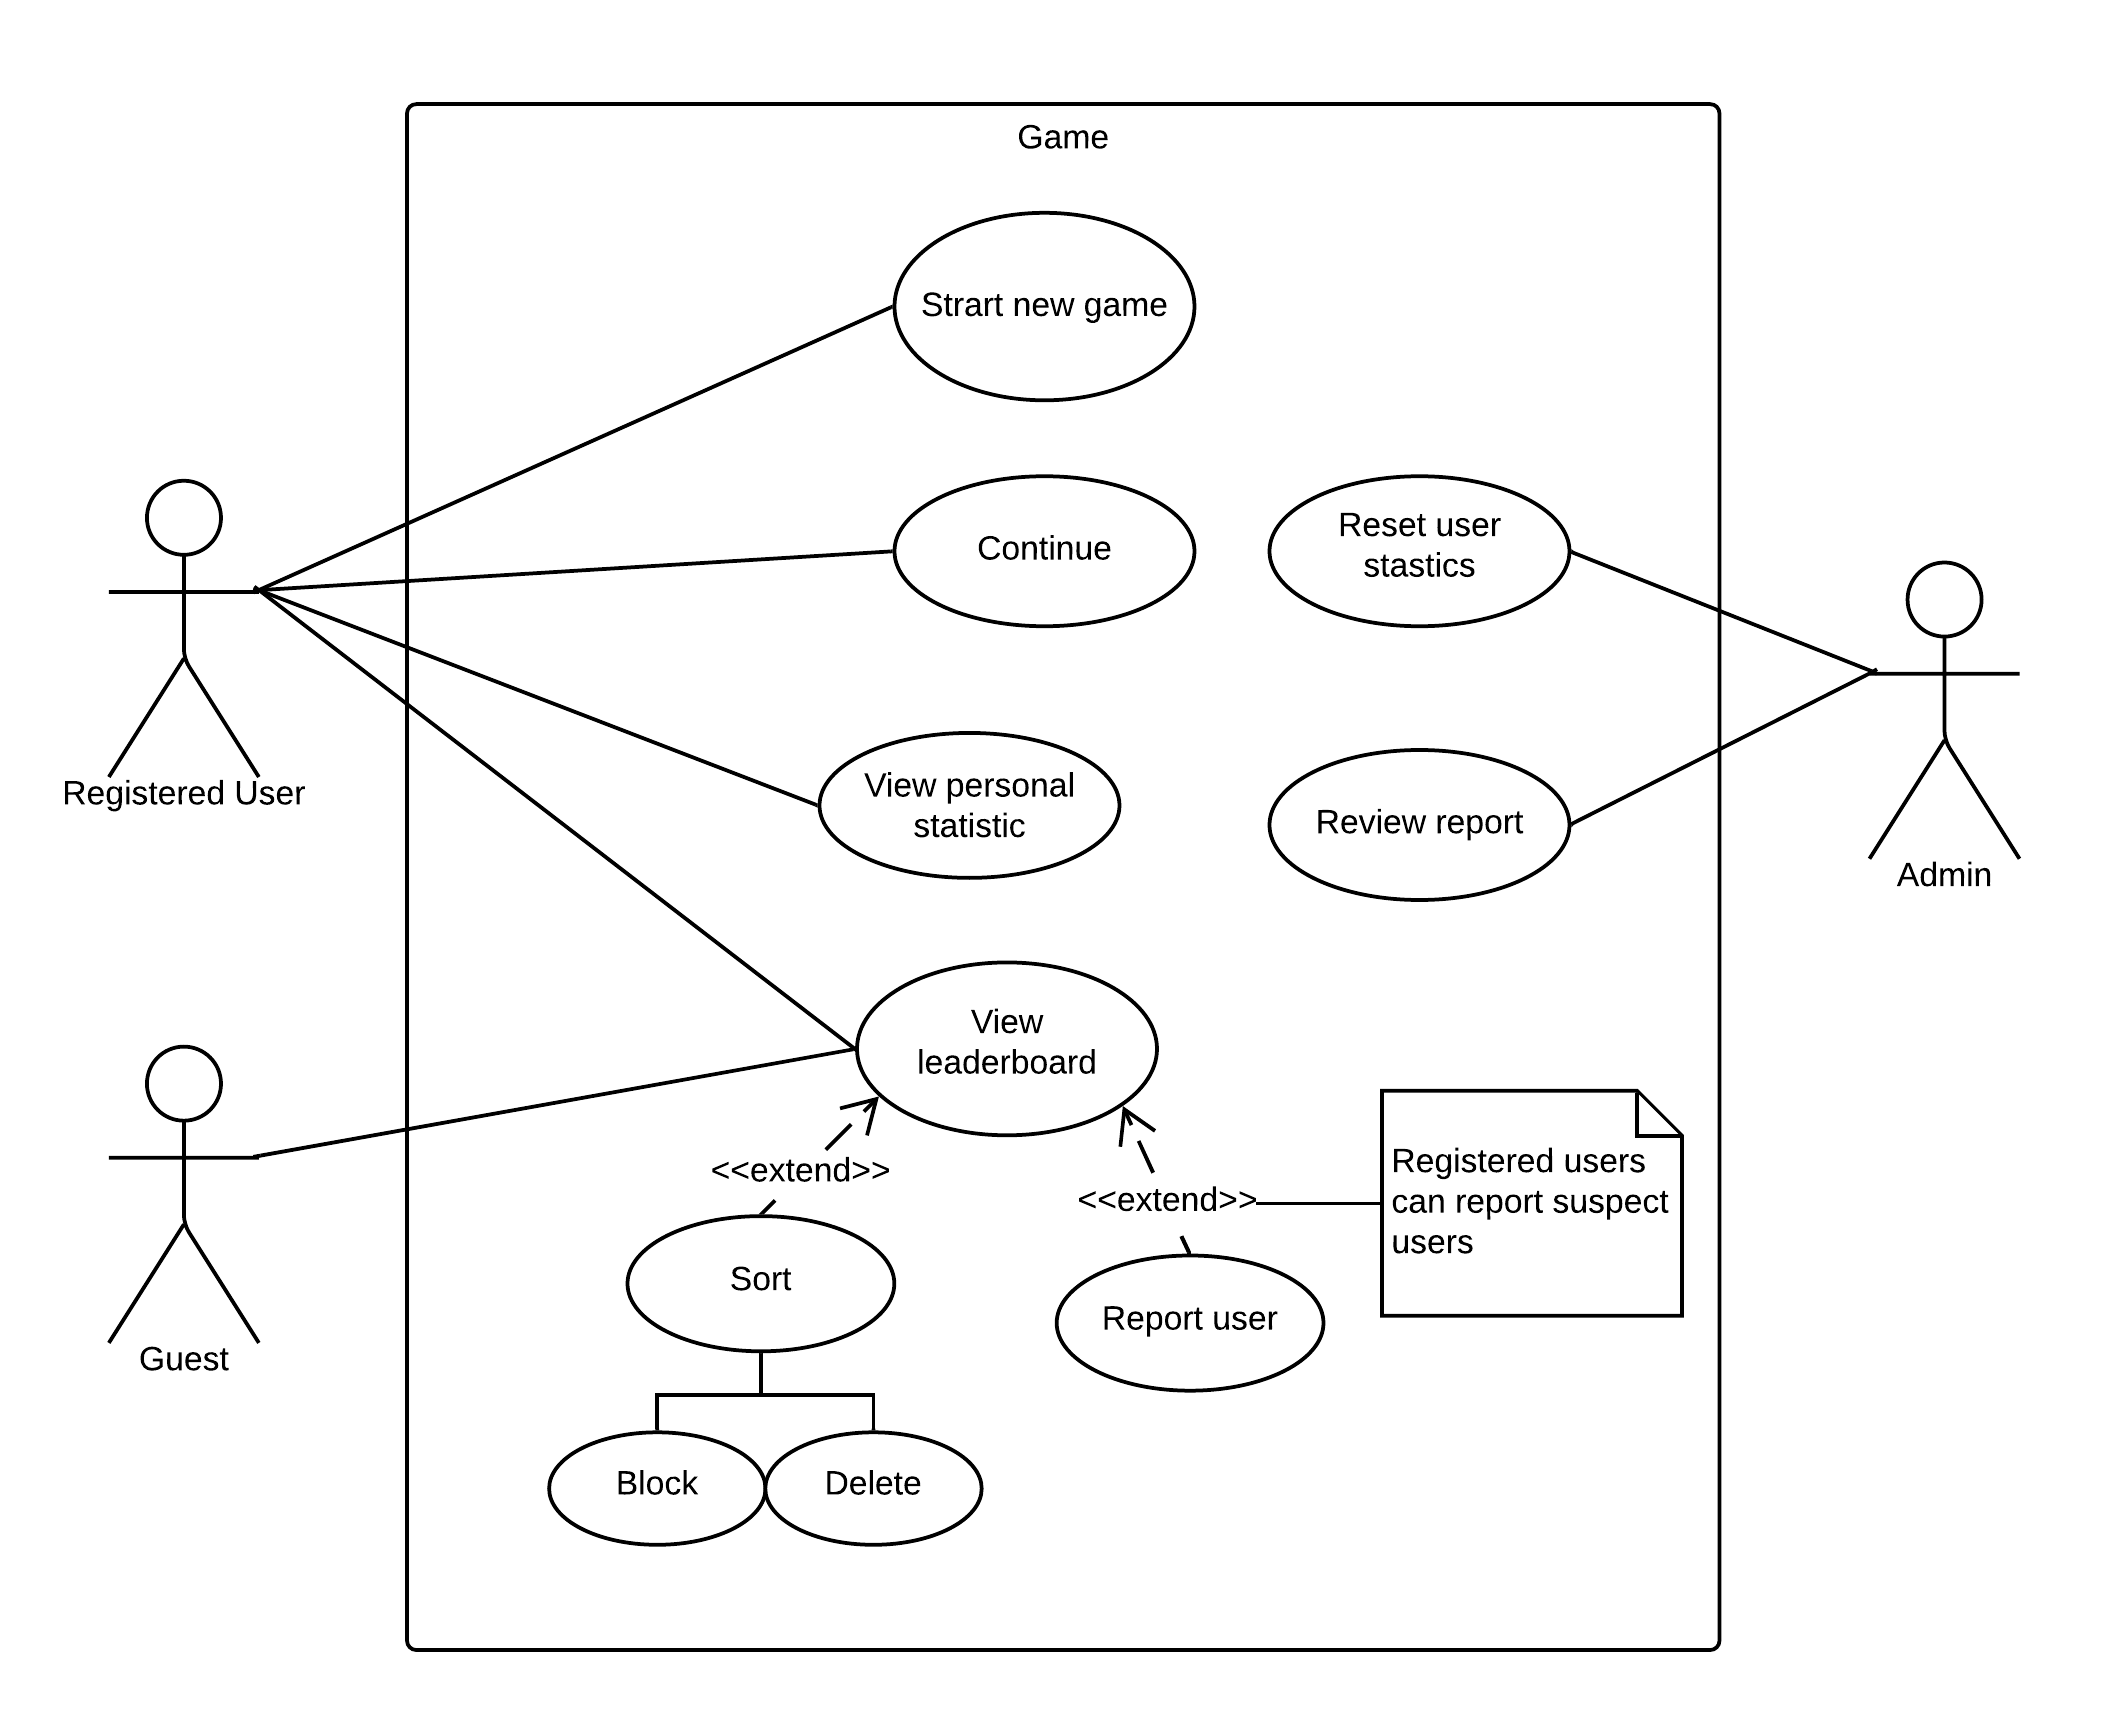 Game
Strart new game
Continue
Reset user
stastics
Registered User
View personal
statistic
Review report
Admin
View
leaderboard
<<extend>>
<<extend>>
Registered users
can report suspect
users
Sort
Report user
Guest
Block
Delete